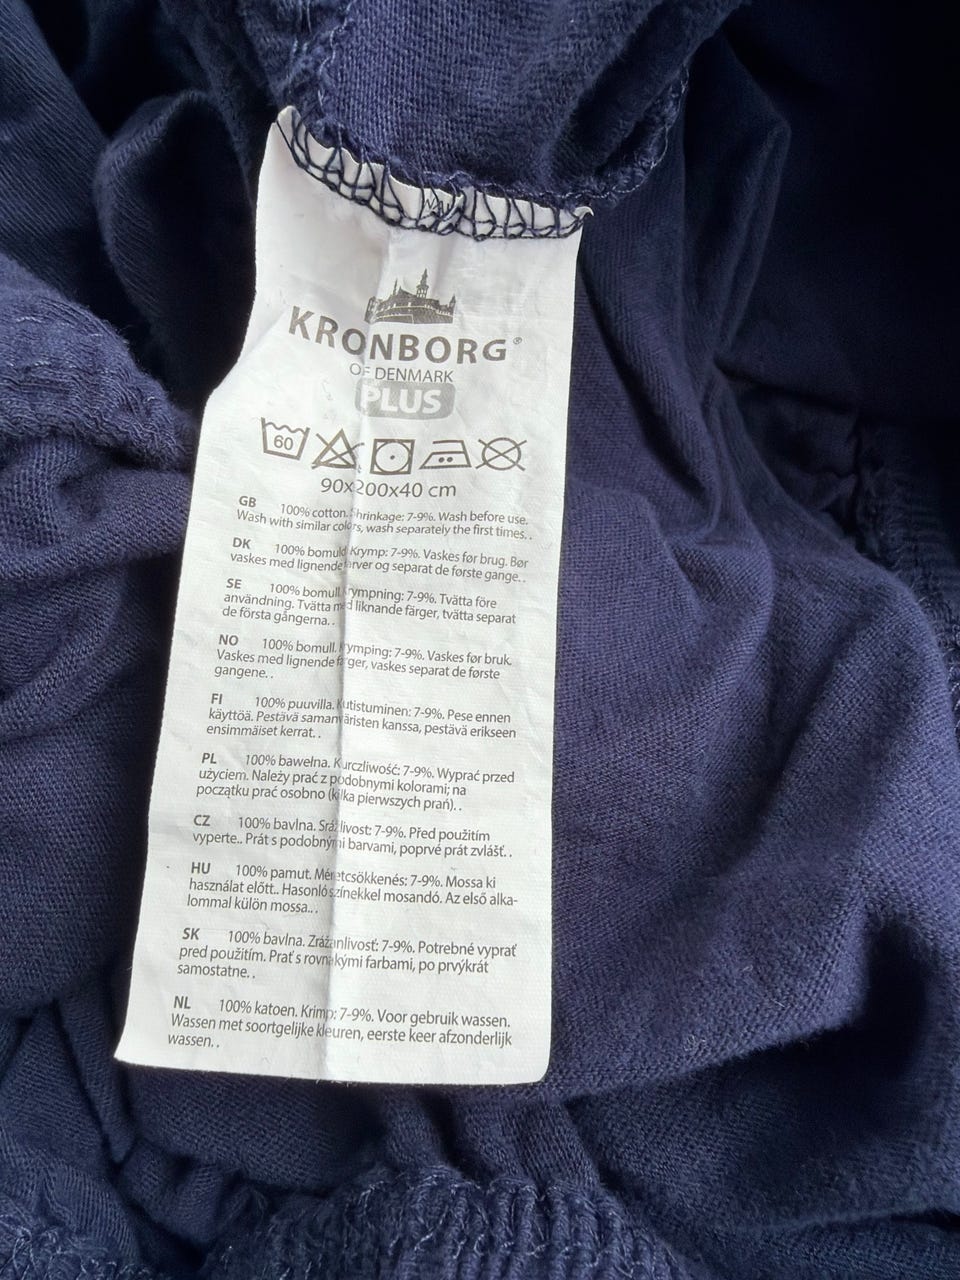 KRONBORG®
OF DENMARK
PLUS
60
90x200x40 cm
GB 100% cotton. Shrinkage: 7-9%. Wash before use.
Wash with similar colors, wash separately the first times..
DK 100% bomuld Krymp: 7-9%. Vaskes før brug. Bør
vaskes med lignende farver og separat de første gange..
SE 100% bomull. Krympning: 7-9%. Tvätta före
användning. Tvätta med liknande färger, tvätta separat
de första gångerna..
NO 100% bomull. Krymping: 7-9%. Vaskes før bruk.
Vaskes med lignende farger, vaskes separat de første
gangene..
FI 100% puuvilla. Kutistuminen: 7-9%. Pese ennen
käyttöä. Pestävä samanväristen kanssa, pestävä erikseen
ensimmäiset kerrat..
PL 100% bawełna. Kurczliwość: 7-9%. Wyprać przed
użyciem. Należy prać z podobnymi kolorami; na
początku prać osobno (kilka pierwszych prań)..
CZ 100% bavlna. Srážlivost: 7-9%. Před použitím
vyperte.. Prát s podobnými barvami, poprvé prát zvlášť..
HU 100% pamut. Méretcsökkenés: 7-9%. Mossa ki
használat előtt.. Hasonló színekkel mosandó. Az első alka-
lommal külön mossa...
SK 100% bavlna. Zrážanlivosť: 7-9%. Potrebné vyprať
pred použitím. Prať s rovnakými farbami, po prvýkrát
samostatne..
NL 100% katoen. Krimp: 7-9%. Voor gebruik wassen.
Wassen met soortgelijke kleuren, eerste keer afzonderlijk
wassen..